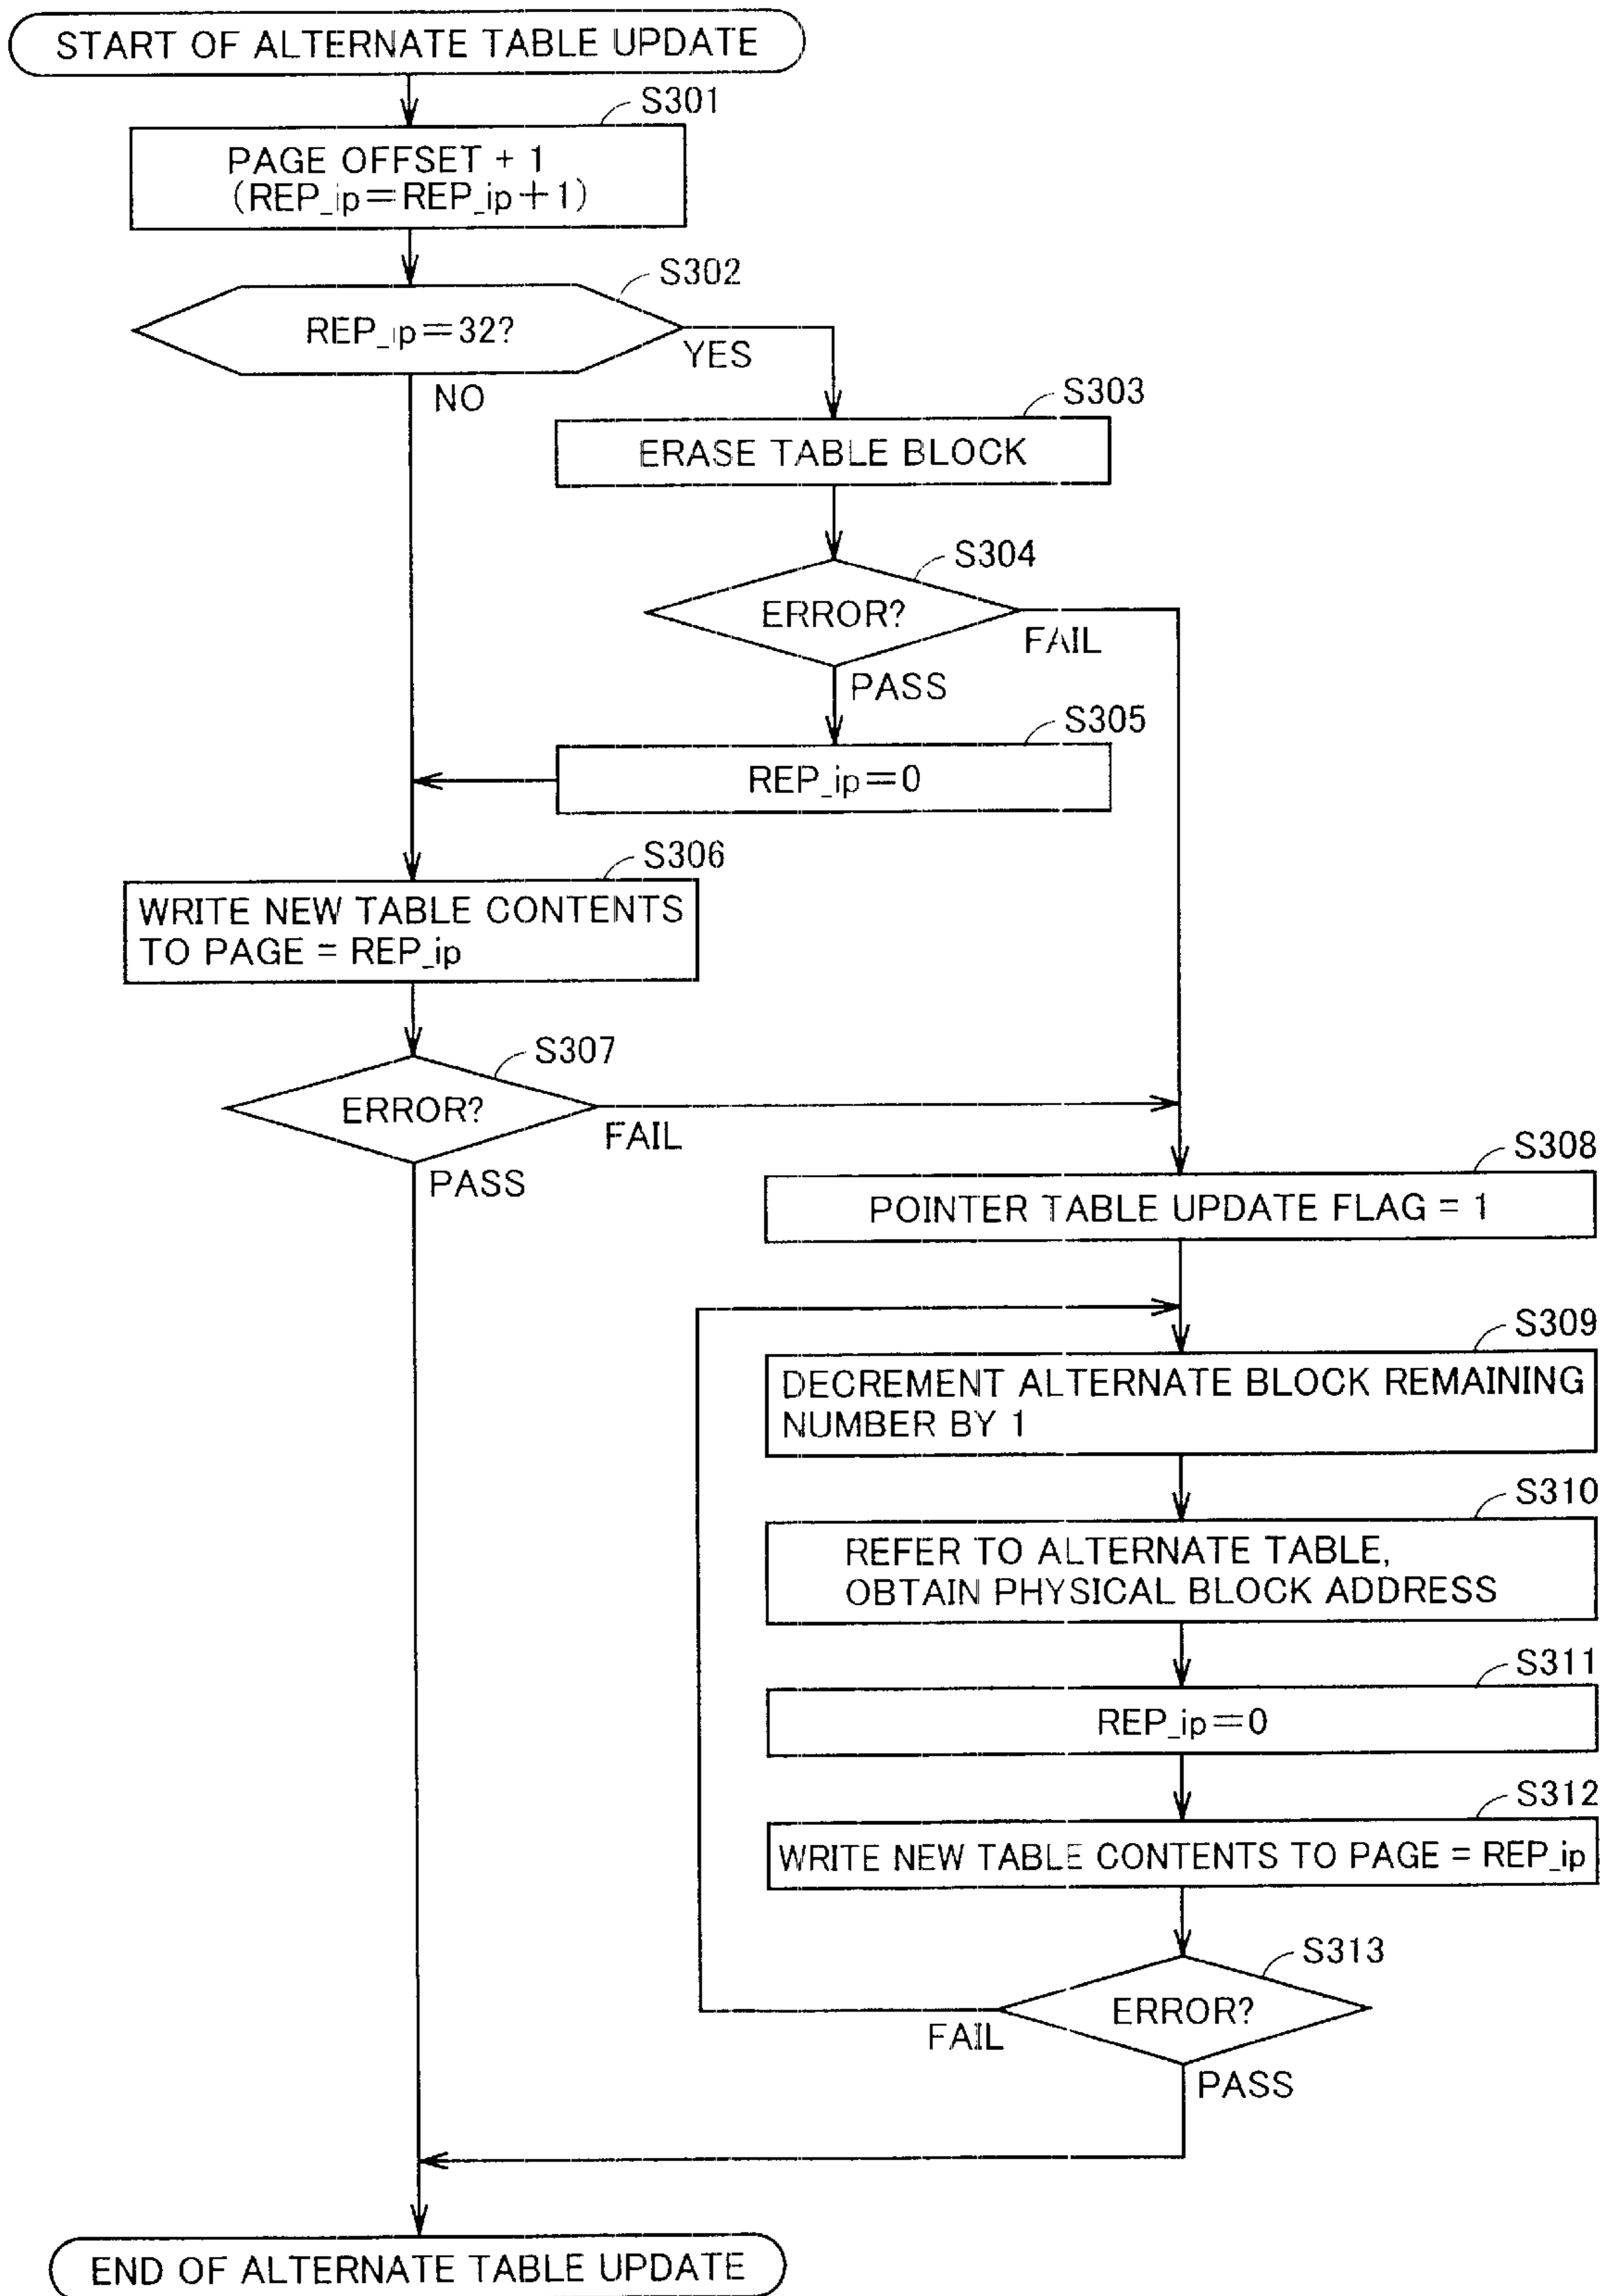 START OF ALTERNATE TABLE UPDATE
S301
PAGE OFFSET + 1
(REP_ip=REP_ip+1)
S302
REP_ip=32?
YES
NO
S303
ERASE TABLE BLOCK
S304
ERROR?
FAIL
PASS
S305
REP_ip=0
S306
WRITE NEW TABLE CONTENTS
TO PAGE = REP_ip
S307
ERROR?
FAIL
PASS
S308
POINTER TABLE UPDATE FLAG = 1
S309
DECREMENT ALTERNATE BLOCK REMAINING
NUMBER BY 1
S310
REFER TO ALTERNATE TABLE,
OBTAIN PHYSICAL BLOCK ADDRESS
S311
REP_ip=0
S312
WRITE NEW TABLE CONTENTS TO PAGE = REP_ip
S313
ERROR?
FAIL
PASS
END OF ALTERNATE TABLE UPDATE